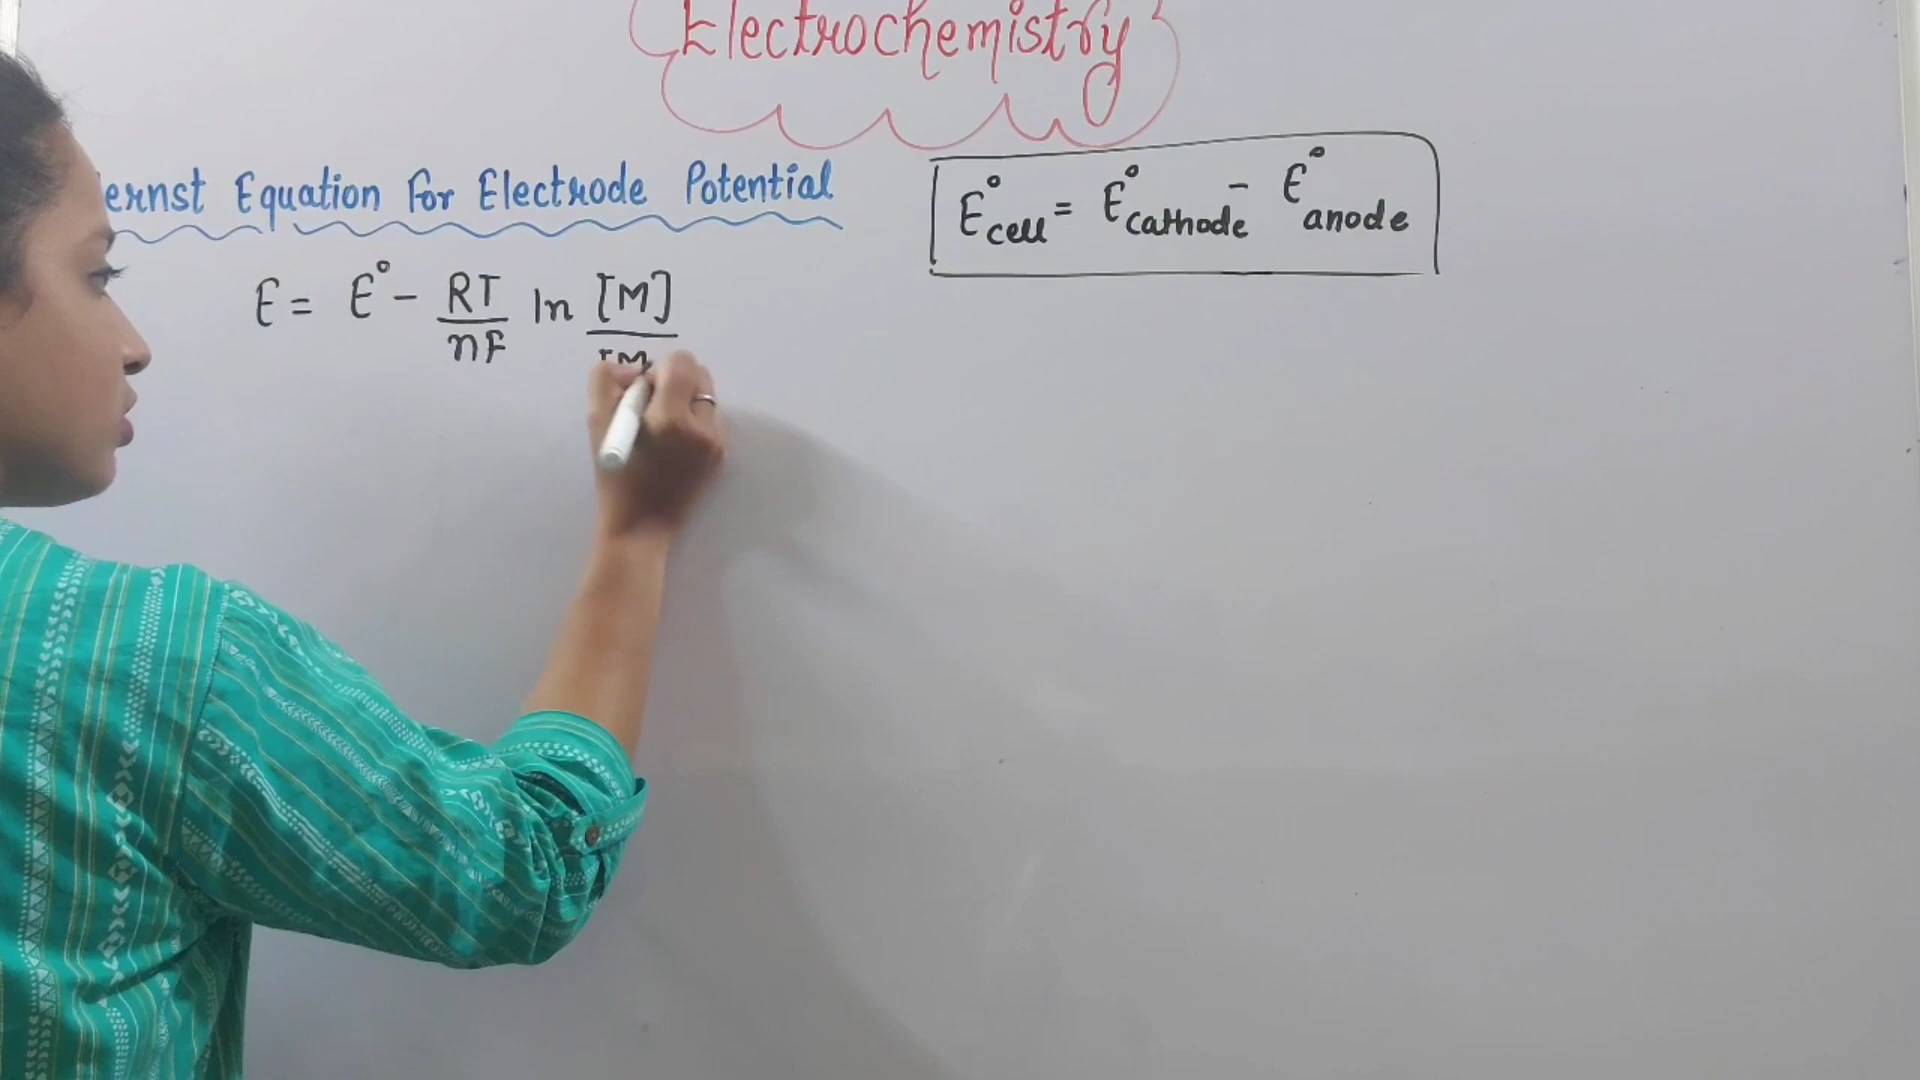 Electrochemistry
ernst Equation For Electrode Potential
E°cell = E°cathode - E°anode
E = E° - RT/nF ln [M]/[M